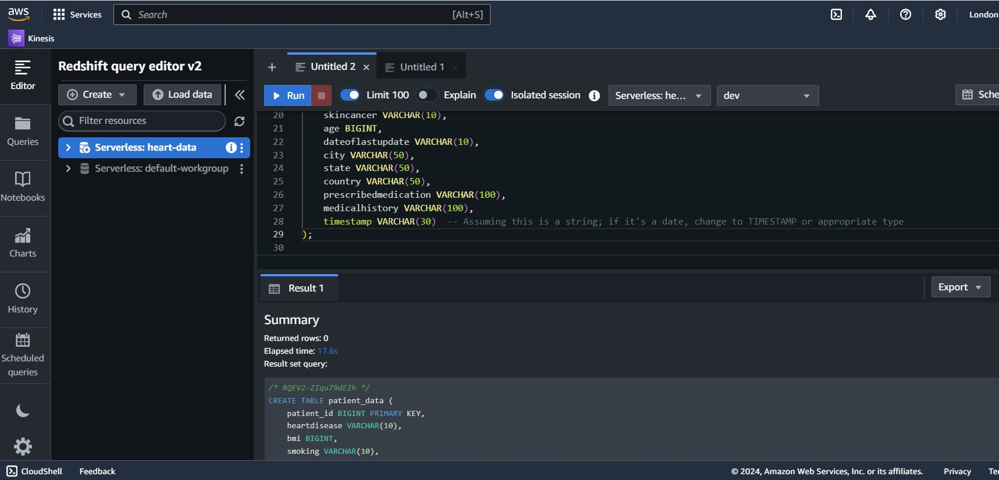 aws
Services
Search [Alt+S]
London
Kinesis
Editor
Queries
Notebooks
Charts
History
Scheduled
queries
Redshift query editor v2
Create
Load data
Filter resources
Serverless: heart-data
Serverless: default-workgroup
Untitled 2
Untitled 1
Run
Limit 100
Explain
Isolated session
Serverless: he...
dev
Sche
20 skincancer VARCHAR(10),
21 age BIGINT,
22 dateoflastupdate VARCHAR(10),
23 city VARCHAR(50),
24 state VARCHAR(50),
25 country VARCHAR(50),
26 prescribedmedication VARCHAR(100),
27 medicalhistory VARCHAR(100),
28 timestamp VARCHAR(30) -- Assuming this is a string; if it's a date, change to TIMESTAMP or appropriate type
29 );
30
Result 1
Export
Summary
Returned rows: 0
Elapsed time: 17.6s
Result set query:
/* RQEV2-ZIqu79dEIh */
CREATE TABLE patient_data (
patient_id BIGINT PRIMARY KEY,
heartdisease VARCHAR(10),
bmi BIGINT,
smoking VARCHAR(10),
CloudShell
Feedback
© 2024, Amazon Web Services, Inc. or its affiliates.
Privacy
Te